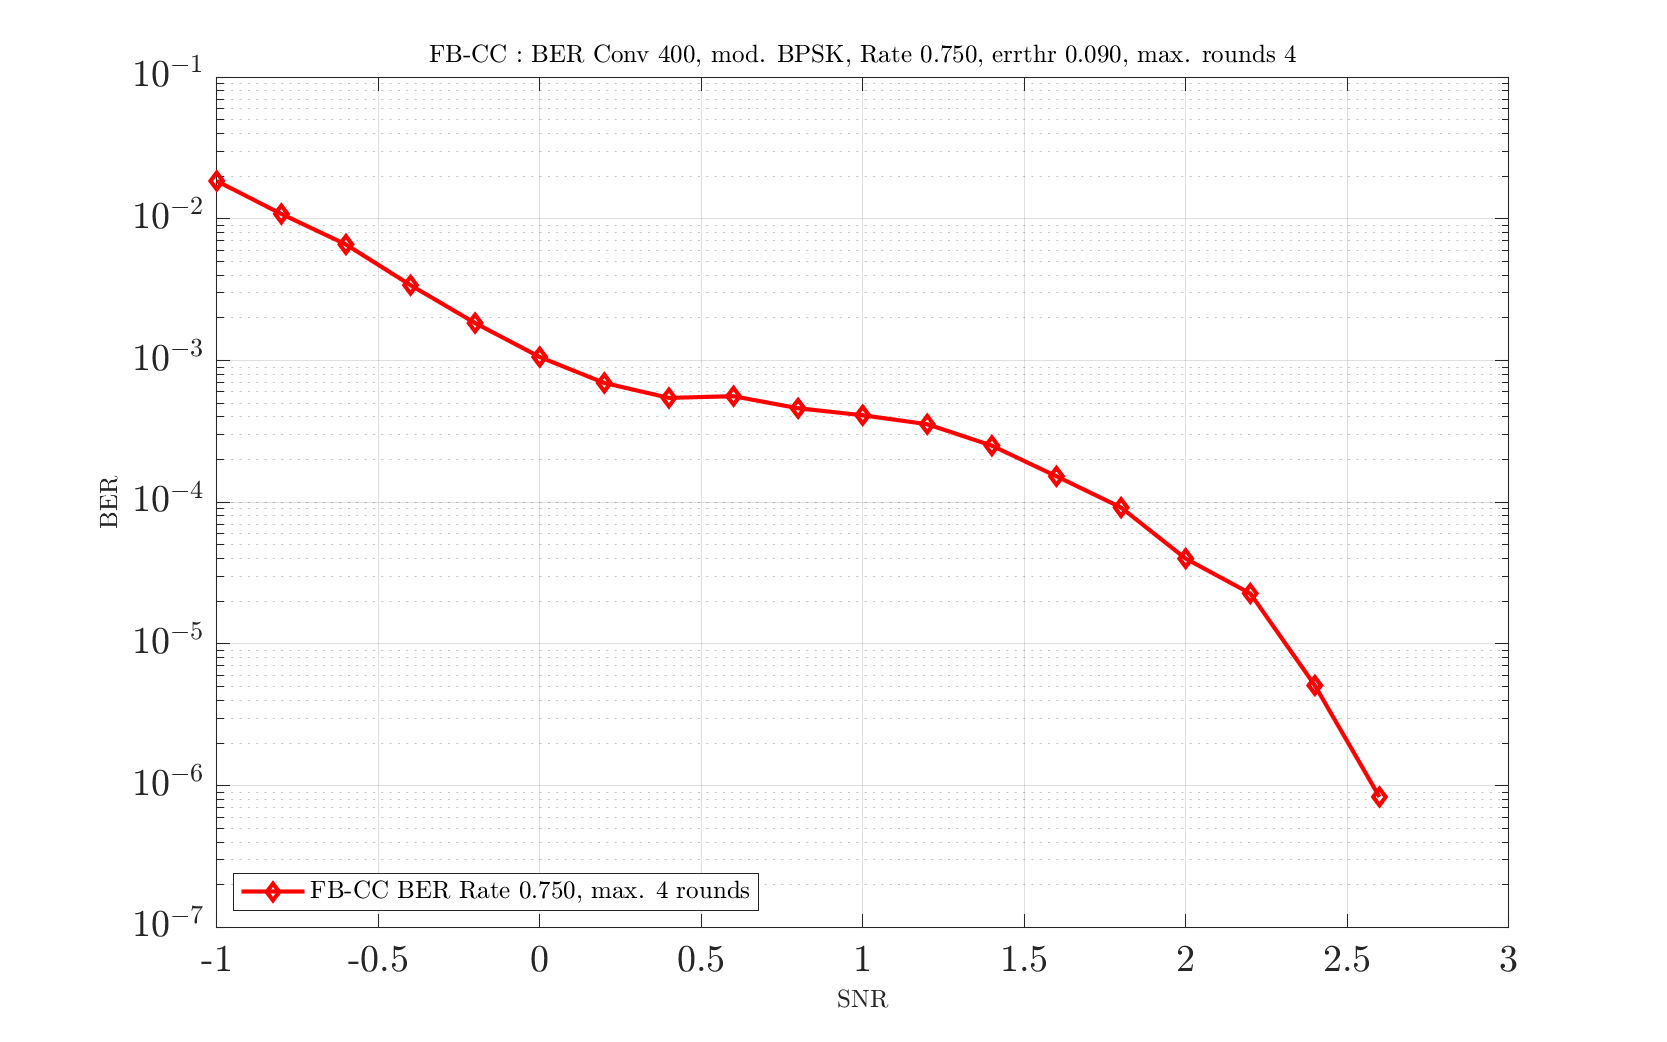 FB-CC : BER Conv 400, mod. BPSK, Rate 0.750, errthr 0.090, max. rounds 4
10⁻¹
10⁻²
10⁻³
10⁻⁴
10⁻⁵
10⁻⁶
10⁻⁷
BER
FB-CC BER Rate 0.750, max. 4 rounds
-1 -0.5 0 0.5 1 1.5 2 2.5 3
SNR